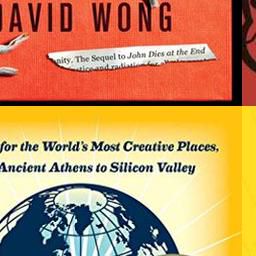 DAVID WONG
nity. The Sequel to John Dies at the End
for the World's Most Creative Places,
Ancient Athens to Silicon Valley